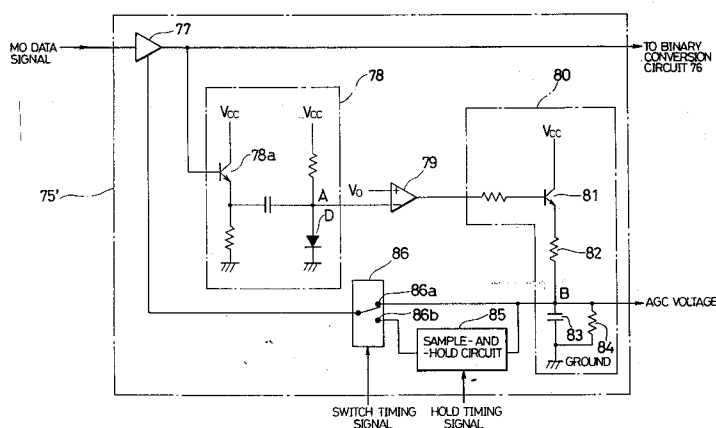 77
MO DATA
SIGNAL
TO BINARY
CONVERSION
CIRCUIT 76
78
80
Vcc
Vcc
Vcc
78a
79
75'
V0
81
A
D
82
86
86a
B
AGC VOLTAGE
86b
85
83
84
SAMPLE-AND
-HOLD CIRCUIT
GROUND
SWITCH TIMING
SIGNAL
HOLD TIMING
SIGNAL